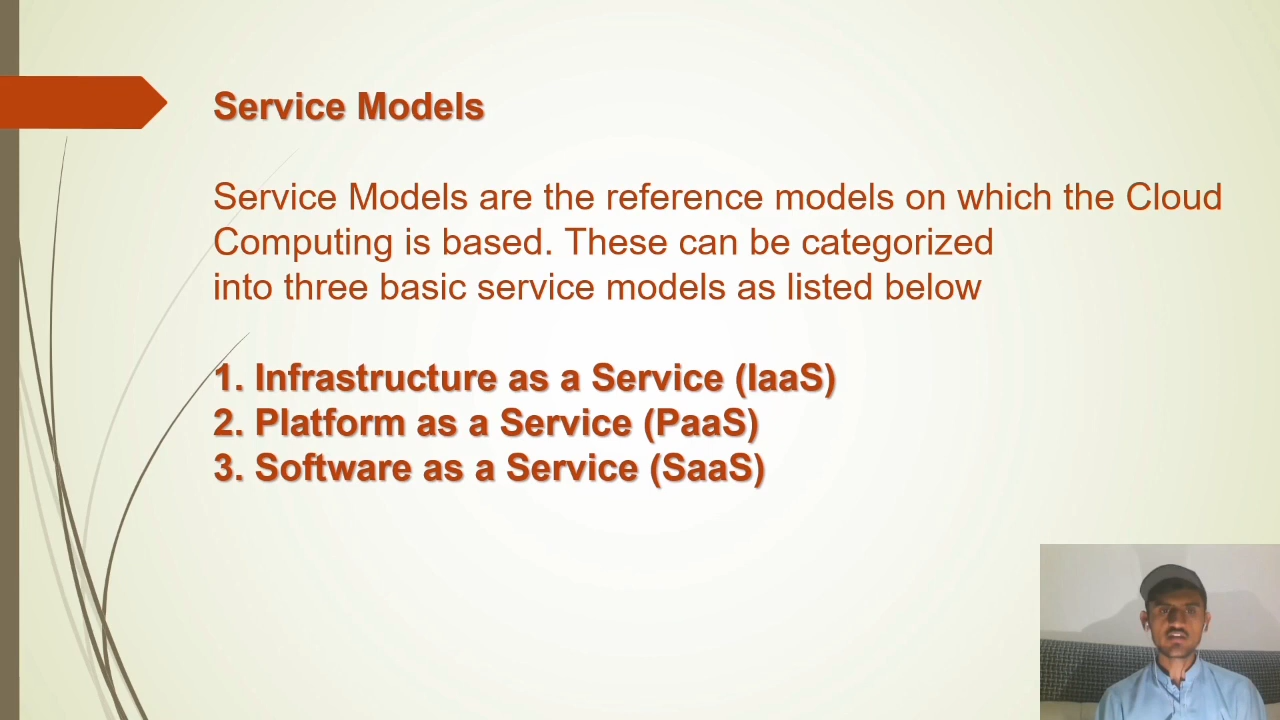 Service Models
Service Models are the reference models on which the Cloud
Computing is based. These can be categorized
into three basic service models as listed below
1. Infrastructure as a Service (IaaS)
2. Platform as a Service (PaaS)
3. Software as a Service (SaaS)